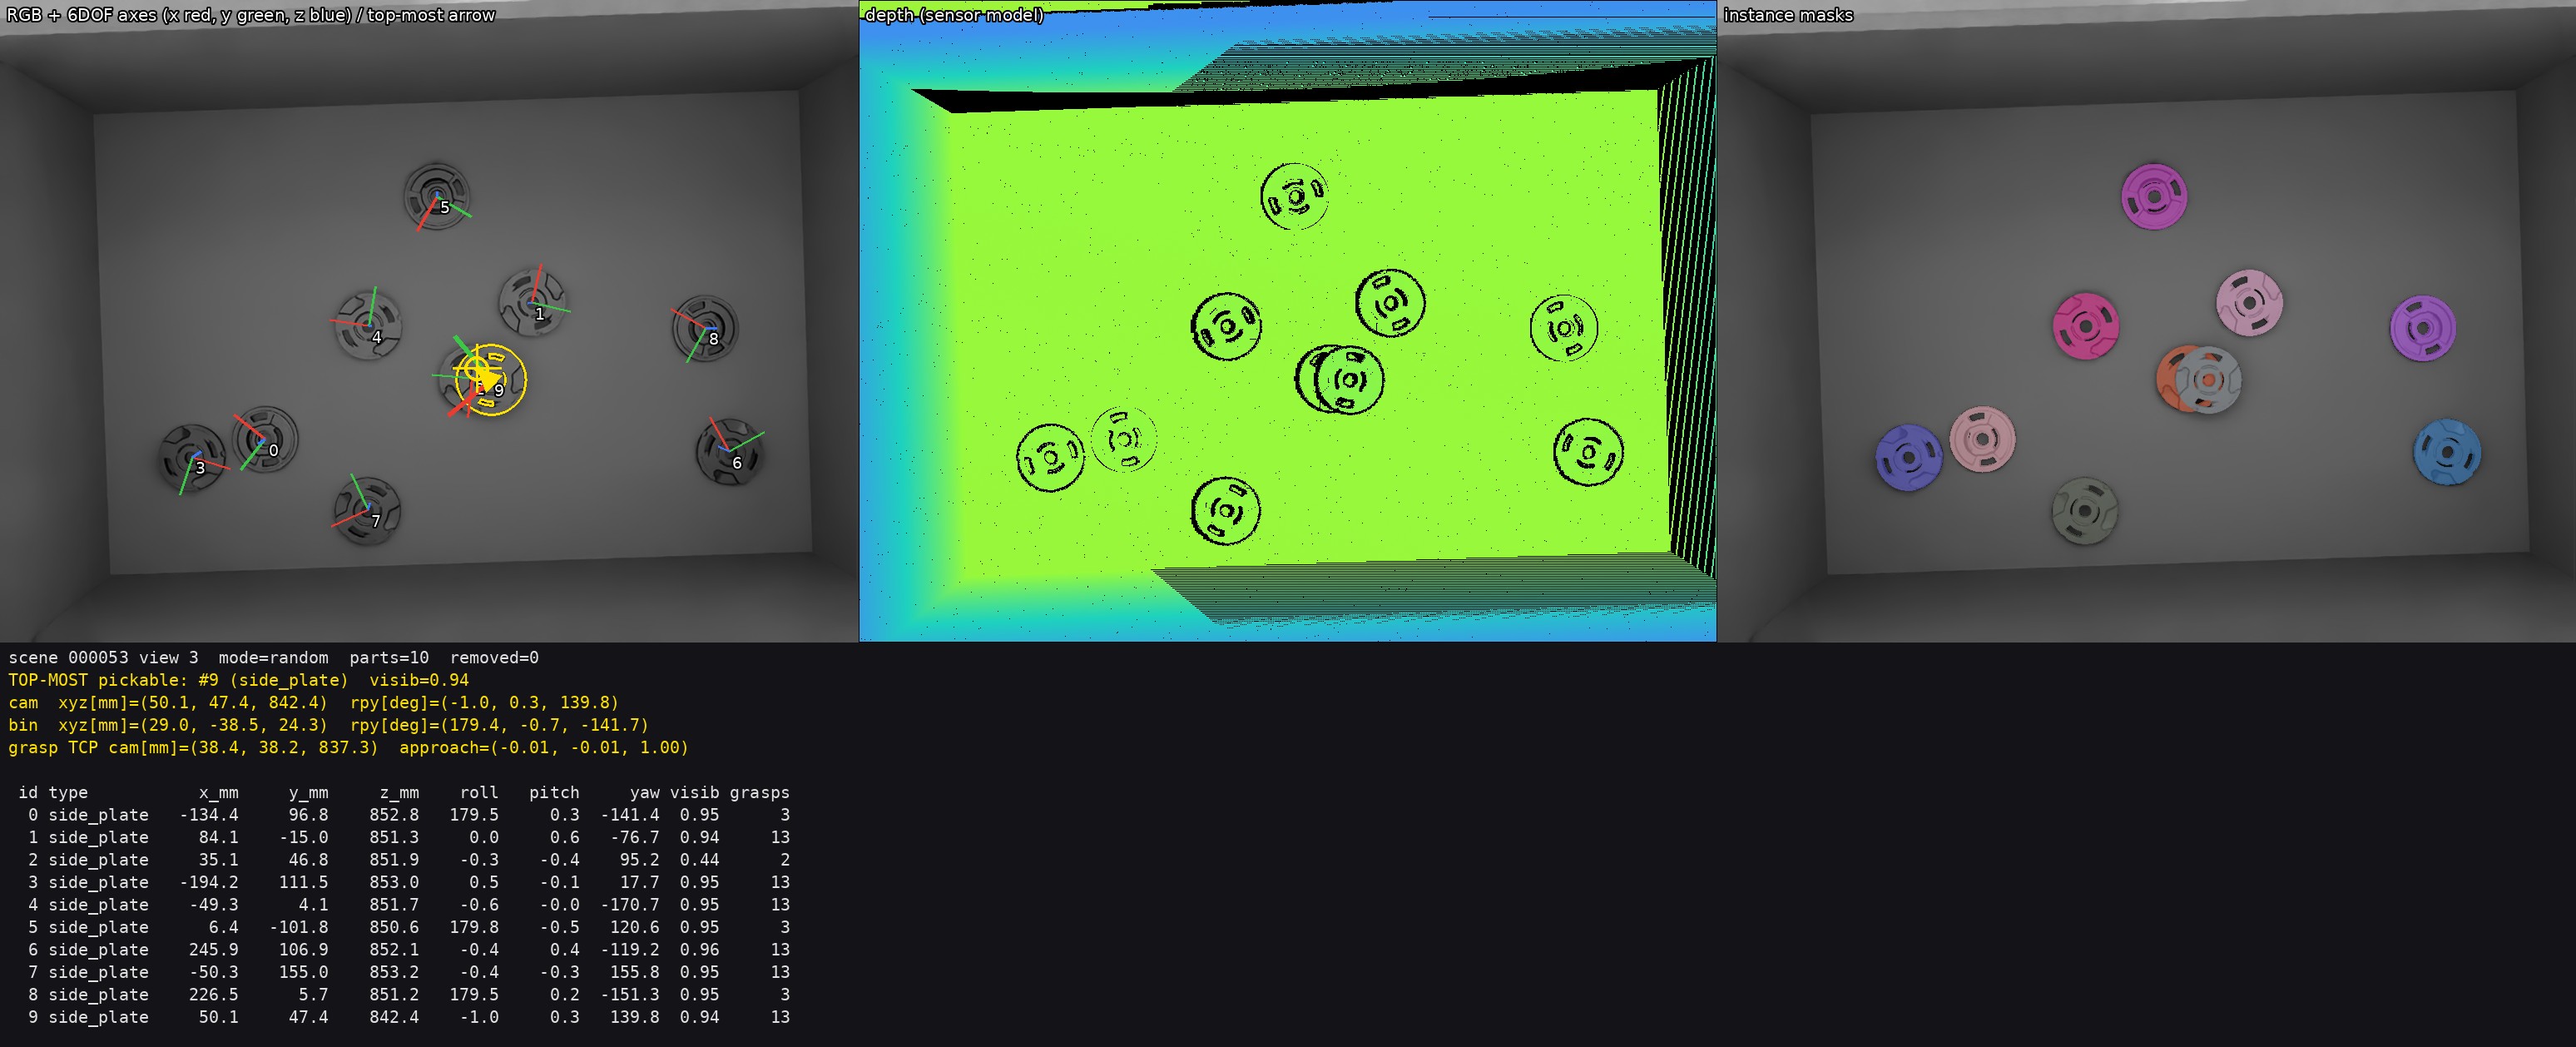 RGB + 6DOF axes (x red, y green, z blue) / top-most arrow
depth (sensor model)
instance masks
5
1
4
8
9
0
3
6
7
scene 000053 view 3  mode=random  parts=10  removed=0
TOP-MOST pickable: #9 (side_plate)  visib=0.94
cam  xyz[mm]=(50.1, 47.4, 842.4)  rpy[deg]=(-1.0, 0.3, 139.8)
bin  xyz[mm]=(29.0, -38.5, 24.3)  rpy[deg]=(179.4, -0.7, -141.7)
grasp TCP cam[mm]=(38.4, 38.2, 837.3)  approach=(-0.01, -0.01, 1.00)
id type x_mm y_mm z_mm roll pitch yaw visib grasps
0 side_plate -134.4 96.8 852.8 179.5 0.3 -141.4 0.95 3
1 side_plate 84.1 -15.0 851.3 0.0 0.6 -76.7 0.94 13
2 side_plate 35.1 46.8 851.9 -0.3 -0.4 95.2 0.44 2
3 side_plate -194.2 111.5 853.0 0.5 -0.1 17.7 0.95 13
4 side_plate -49.3 4.1 851.7 -0.6 -0.0 -170.7 0.95 13
5 side_plate 6.4 -101.8 850.6 179.8 -0.5 120.6 0.95 3
6 side_plate 245.9 106.9 852.1 -0.4 0.4 -119.2 0.96 13
7 side_plate -50.3 155.0 853.2 -0.4 -0.3 155.8 0.95 13
8 side_plate 226.5 5.7 851.2 179.5 0.2 -151.3 0.95 3
9 side_plate 50.1 47.4 842.4 -1.0 0.3 139.8 0.94 13